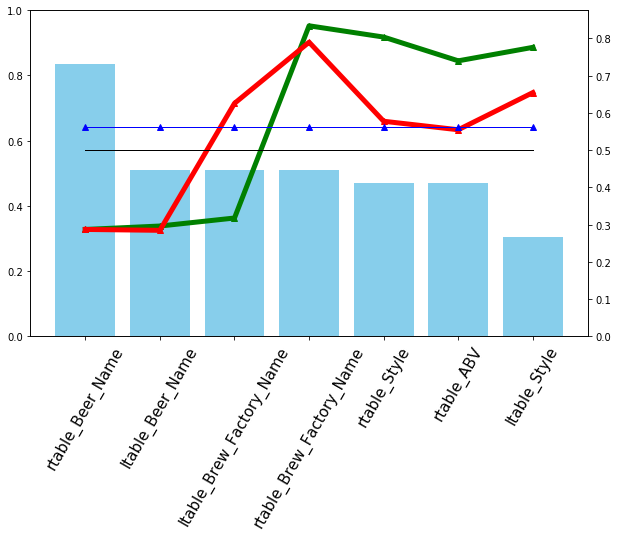 1.0
0.8
0.6
0.4
0.2
0.0
0.8
0.7
0.6
0.5
0.4
0.3
0.2
0.1
0.0
rtable_Beer_Name
ltable_Beer_Name
ltable_Brew_Factory_Name
rtable_Brew_Factory_Name
rtable_Style
rtable_ABV
ltable_Style